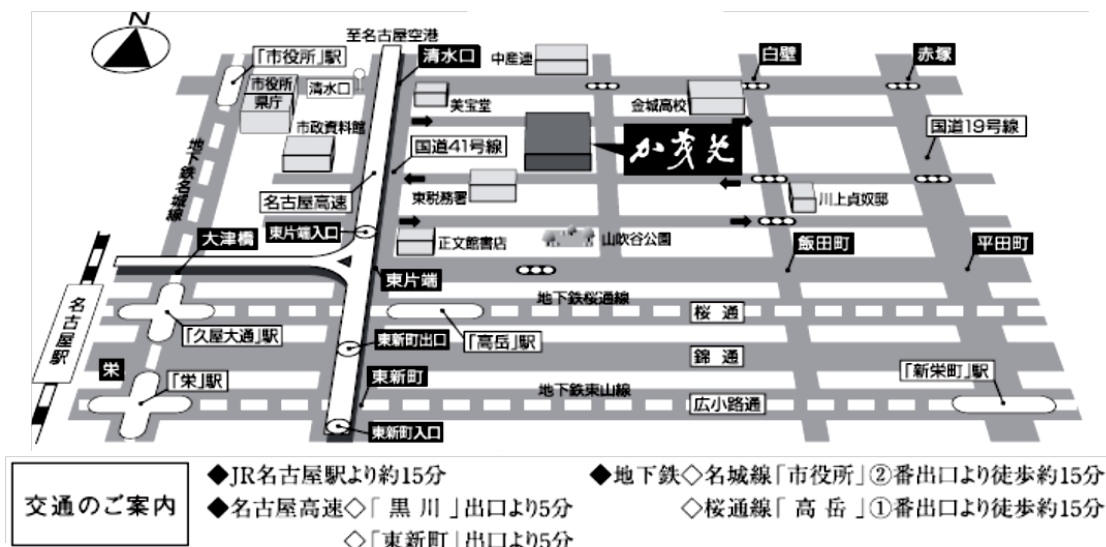 N
至名古屋空港
「市役所」駅
清水口
中産連
白壁
赤塚
市役所
県庁
清水口
美宝堂
金城高校
市政資料館
国道41号線
加茂免
国道19号線
地下鉄名城線
名古屋高速
東税務署
川上貞奴邸
東片端入口
大津橋
正文館書店
山吹谷公園
飯田町
平田町
東片端
地下鉄桜通線
桜通
名古屋駅
「久屋大通」駅
東新町出口
「高岳」駅
錦通
栄
「栄」駅
東新町
地下鉄東山線
「新栄町」駅
広小路通
東新町入口
交通のご案内
◆JR名古屋駅より約15分
◆名古屋高速◇「黒川」出口より5分
◇「東新町」出口より5分
◆地下鉄◇名城線「市役所」②番出口より徒歩約15分
◇桜通線「高岳」①番出口より徒歩約15分